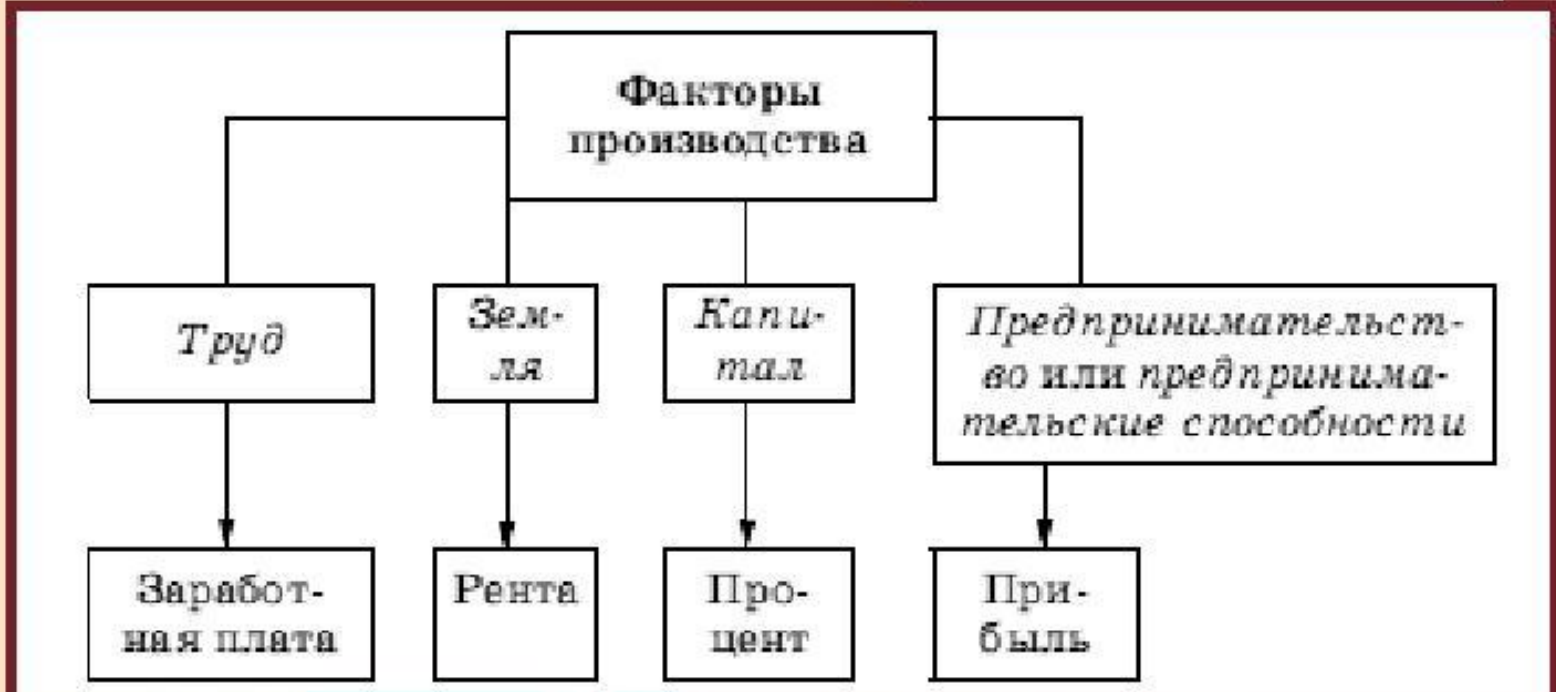 Факторы
производства
Труд
Зем-
ля
Капи-
тал
Предпринимательст-
во или предпринима-
тельские способности
Заработ-
ная плата
Рента
Про-
цент
При-
быль